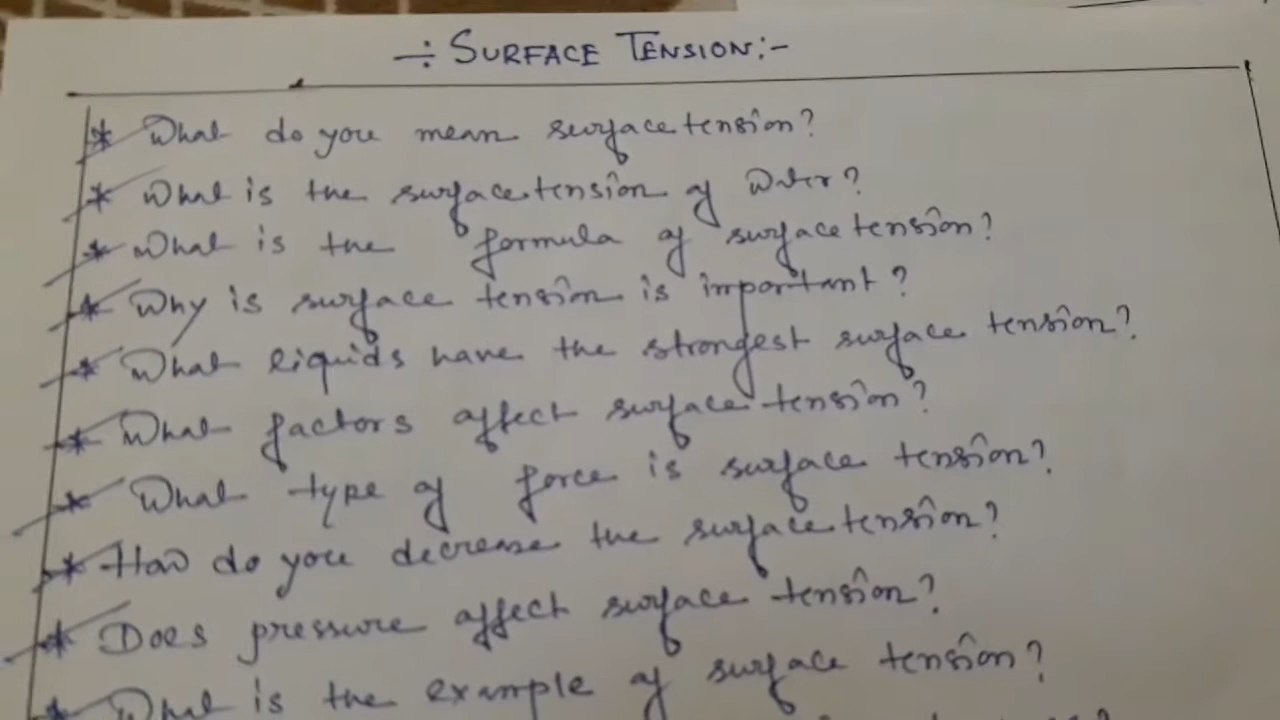 ÷ SURFACE TENSION:-
* What do you mean surface tension?
* What is the surface tension of Water?
* What is the formula of surface tension?
* Why is surface tension is important?
* What liquids have the strongest surface tension?
* What factors affect surface tension?
* What type of force is surface tension?
* How do you decrease the surface tension?
* Does pressure affect surface tension?
* What is the example of surface tension?